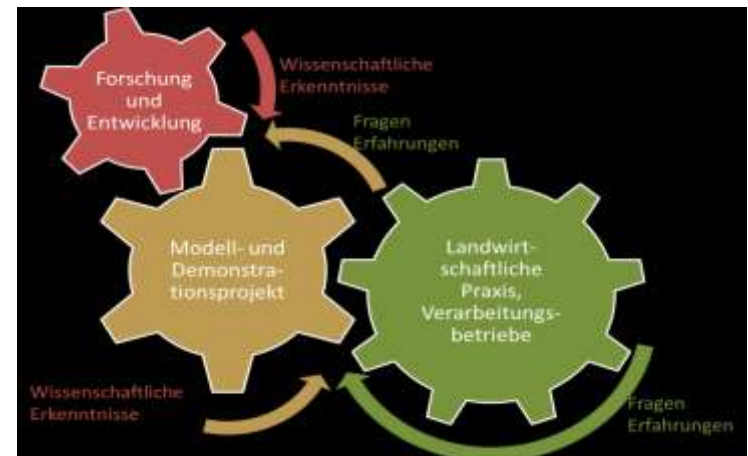 Forschung
und
Entwicklung
Wissenschaftliche
Erkenntnisse
Fragen
Erfahrungen
Modell- und
Demonstra-
tionsprojekt
Landwirt-
schaftliche
Praxis,
Verarbeitungs-
betriebe
Wissenschaftliche
Erkenntnisse
Fragen
Erfahrungen